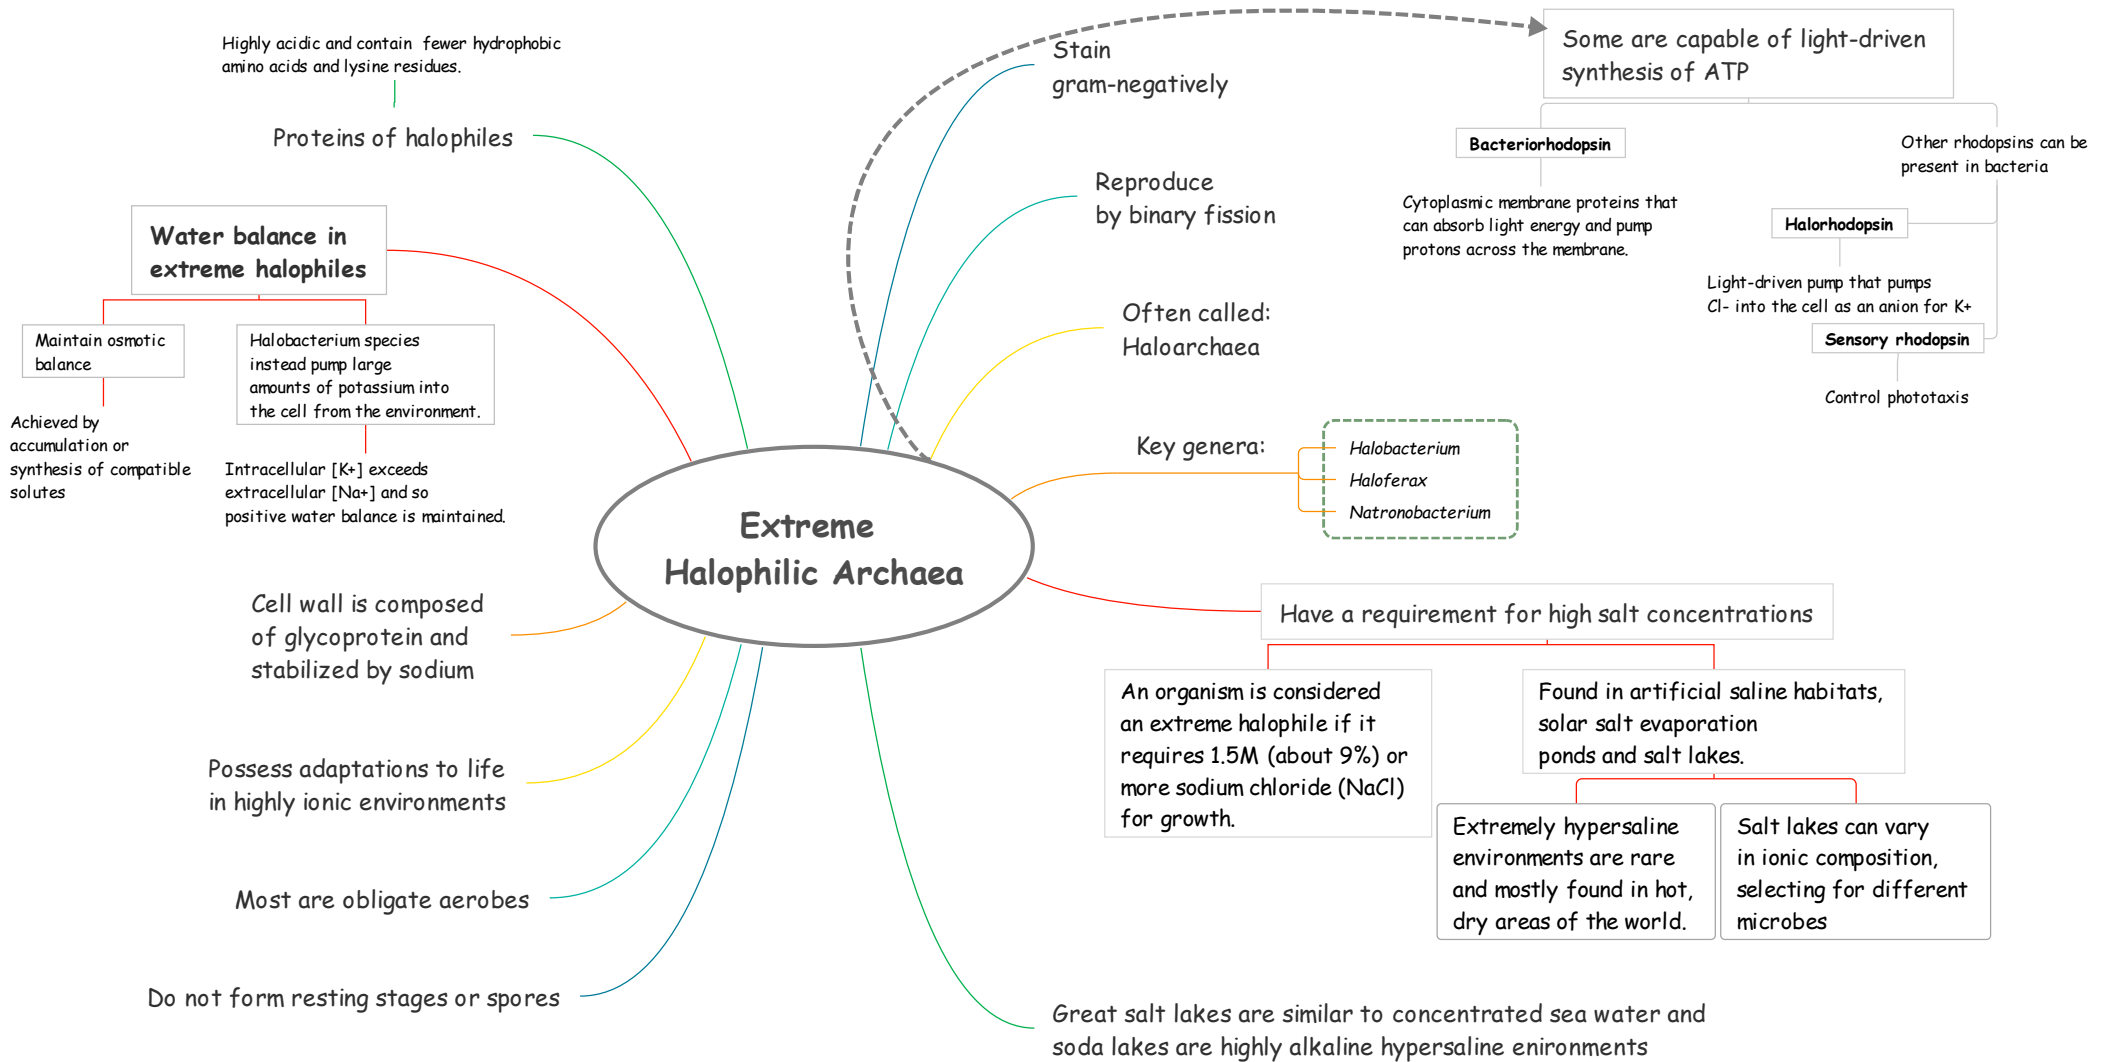 Highly acidic and contain fewer hydrophobic
amino acids and lysine residues.
Proteins of halophiles
Water balance in
extreme halophiles
Maintain osmotic
balance
Achieved by
accumulation or
synthesis of compatible
solutes
Halobacterium species
instead pump large
amounts of potassium into
the cell from the environment.
Intracellular [K+] exceeds
extracellular [Na+] and so
positive water balance is maintained.
Cell wall is composed
of glycoprotein and
stabilized by sodium
Possess adaptations to life
in highly ionic environments
Most are obligate aerobes
Do not form resting stages or spores
Extreme
Halophilic Archaea
Stain
gram-negatively
Reproduce
by binary fission
Often called:
Haloarchaea
Key genera:
Halobacterium
Haloferax
Natronobacterium
Some are capable of light-driven
synthesis of ATP
Bacteriorhodopsin
Cytoplasmic membrane proteins that
can absorb light energy and pump
protons across the membrane.
Other rhodopsins can be
present in bacteria
Halorhodopsin
Light-driven pump that pumps
Cl- into the cell as an anion for K+
Sensory rhodopsin
Control phototaxis
Have a requirement for high salt concentrations
An organism is considered
an extreme halophile if it
requires 1.5M (about 9%) or
more sodium chloride (NaCl)
for growth.
Found in artificial saline habitats,
solar salt evaporation
ponds and salt lakes.
Extremely hypersaline
environments are rare
and mostly found in hot,
dry areas of the world.
Salt lakes can vary
in ionic composition,
selecting for different
microbes
Great salt lakes are similar to concentrated sea water and
soda lakes are highly alkaline hypersaline enironments